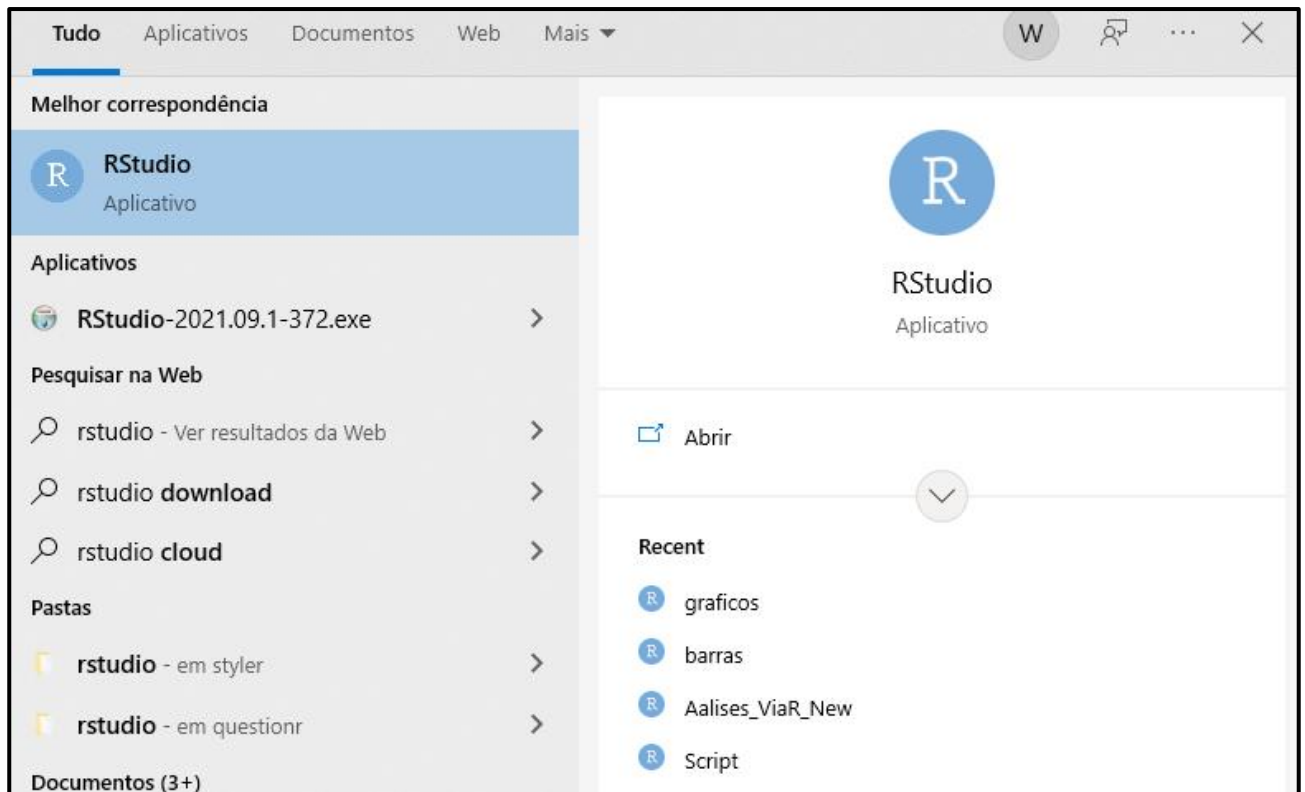 Tudo Aplicativos Documentos Web Mais W
Melhor correspondência
R RStudio
Aplicativo
Aplicativos
RStudio-2021.09.1-372.exe
Pesquisar na Web
rstudio - Ver resultados da Web
rstudio download
rstudio cloud
Pastas
rstudio - em styler
rstudio - em questionr
Documentos (3+)
R
RStudio
Aplicativo
Abrir
Recent
R graficos
R barras
R Aalises_ViaR_New
R Script